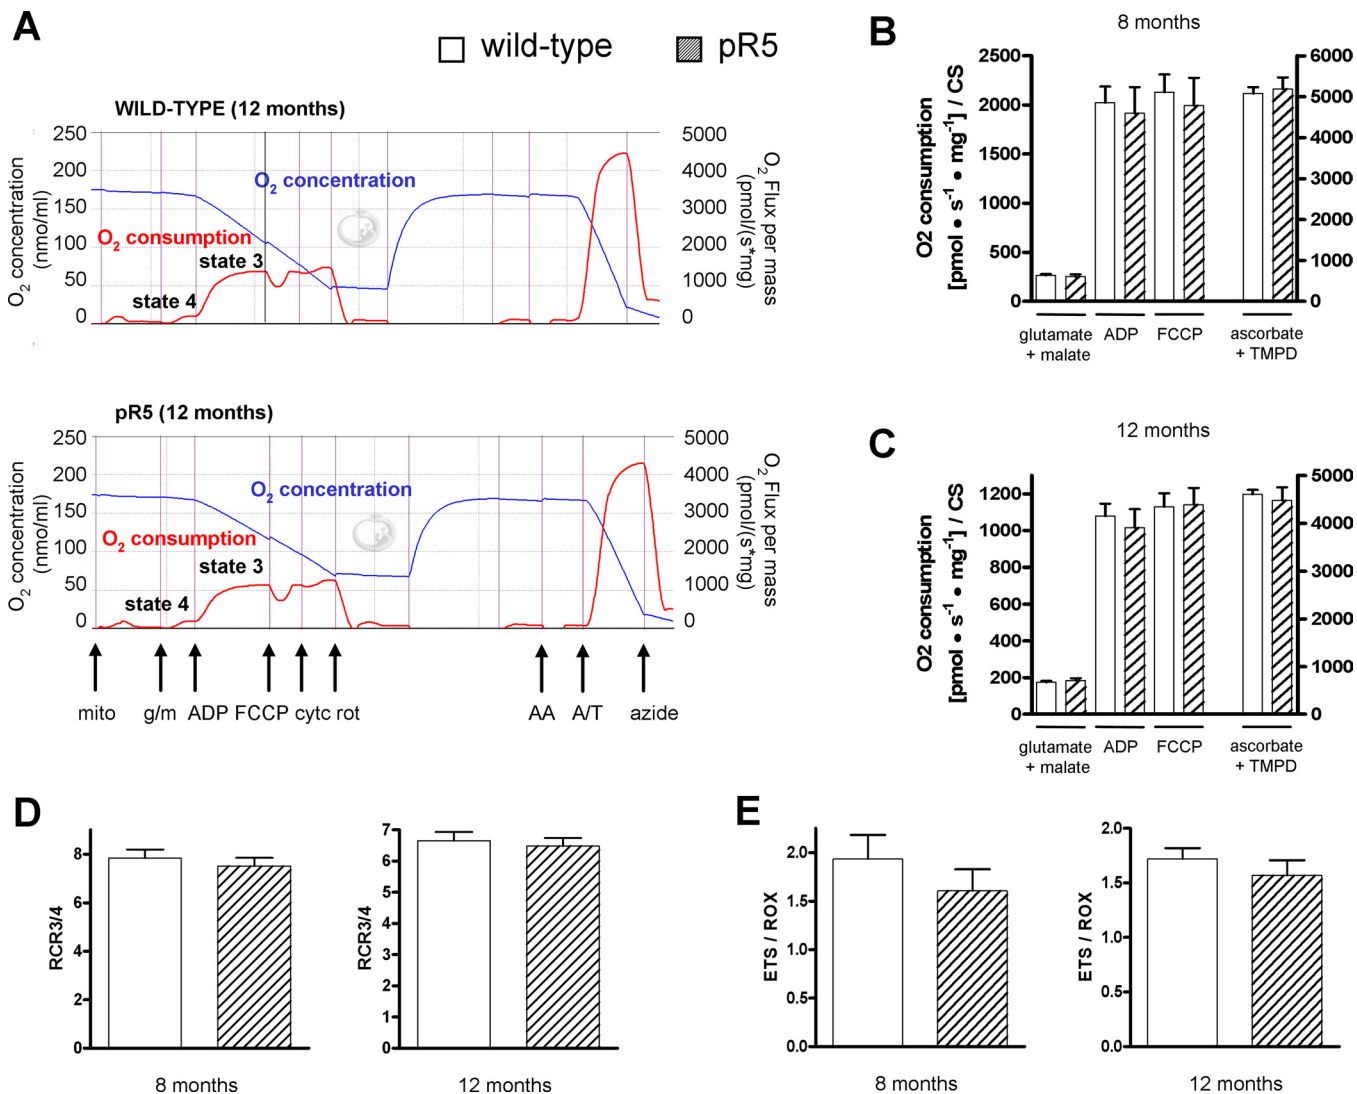 A
wild-type
pR5
WILD-TYPE (12 months)
250
200
150
100
50
0
O2 concentration
(nmo/ml)
O2 concentration
O2 consumption
state 3
state 4
5000
4000
3000
2000
1000
0
O2 Flux per mass
(pmol/(s*mg)
pR5 (12 months)
250
200
150
100
50
0
O2 concentration
(nmo/ml)
O2 concentration
O2 consumption
state 3
state 4
5000
4000
3000
2000
1000
0
O2 Flux per mass
(pmol/(s*mg)
mito g/m ADP FCCP cytc rot AA A/T azide
B
8 months
2500
2000
1500
1000
500
0
O2 consumption
[pmol • s-1 • mg-1] / CS
6000
5000
4000
3000
2000
1000
0
glutamate
+ malate
ADP
FCCP
ascorbate
+ TMPD
C
12 months
1200
1000
800
600
400
200
0
O2 consumption
[pmol • s-1 • mg-1] / CS
5000
4000
3000
2000
1000
0
glutamate
+ malate
ADP
FCCP
ascorbate
+ TMPD
D
8
6
4
2
0
RCR3/4
8 months
7
6
5
4
3
2
1
0
RCR3/4
12 months
E
2.0
1.5
1.0
0.5
0.0
ETS / ROX
8 months
2.0
1.5
1.0
0.5
0.0
ETS / ROX
12 months